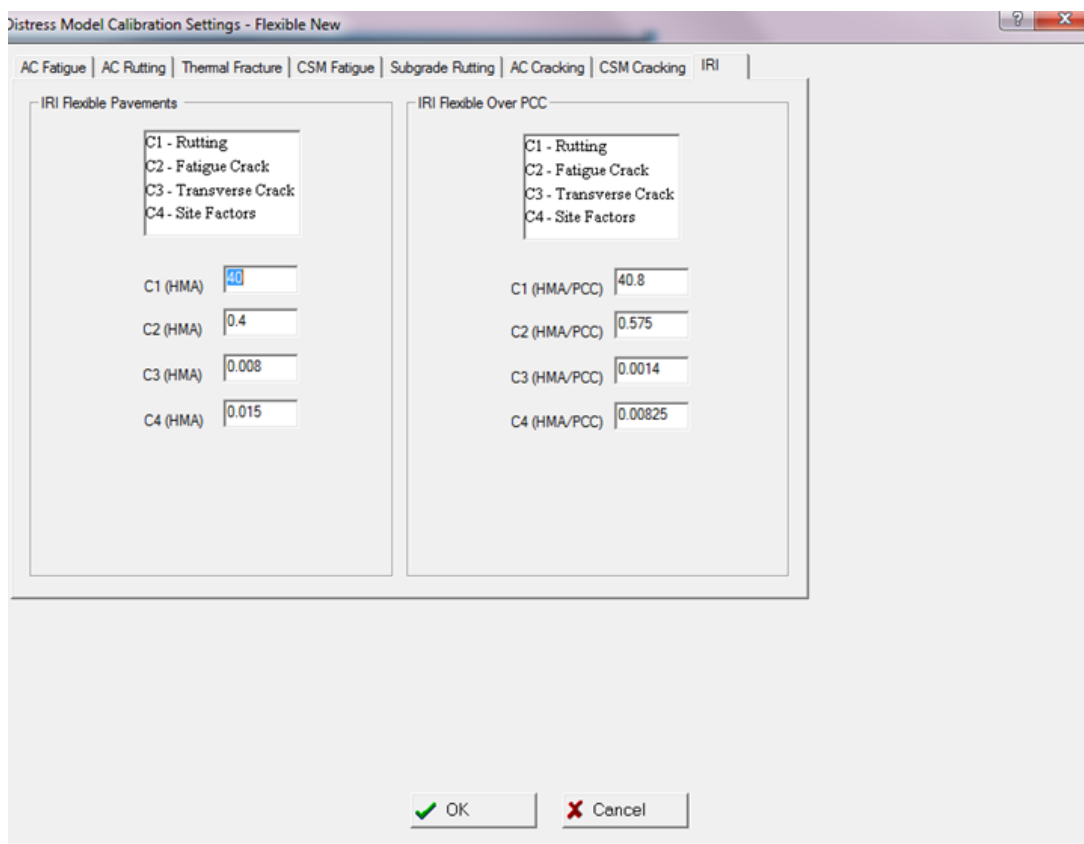 Distress Model Calibration Settings - Flexible New
?
X
AC Fatigue | AC Rutting | Thermal Fracture | CSM Fatigue | Subgrade Rutting | AC Cracking | CSM Cracking | IRI
IRI Flexible Pavements
C1 - Rutting
C2 - Fatigue Crack
C3 - Transverse Crack
C4 - Site Factors
C1 (HMA) 40
C2 (HMA) 0.4
C3 (HMA) 0.008
C4 (HMA) 0.015
IRI Flexible Over PCC
C1 - Rutting
C2 - Fatigue Crack
C3 - Transverse Crack
C4 - Site Factors
C1 (HMA/PCC) 40.8
C2 (HMA/PCC) 0.575
C3 (HMA/PCC) 0.0014
C4 (HMA/PCC) 0.00825
OK
Cancel